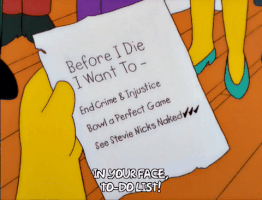 Before I Die
I Want To -
End Crime & Injustice
Bowl a Perfect Game
See Stevie Nicks Naked✓✓✓
IN YOUR FACE,
TO-DO LIST!